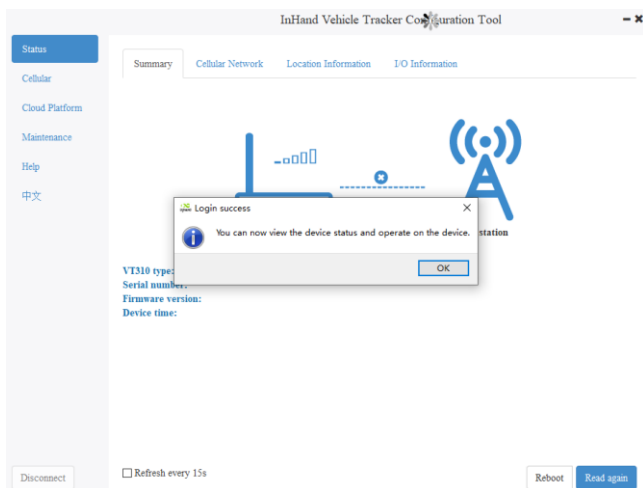 InHand Vehicle Tracker Configuration Tool
Status
Cellular
Cloud Platform
Maintenance
Help
中文
Summary Cellular Network Location Information I/O Information
Login success
You can now view the device status and operate on the device.
OK
station
VT310 type:
Serial number:
Firmware version:
Device time:
Refresh every 15s
Disconnect
Reboot
Read again